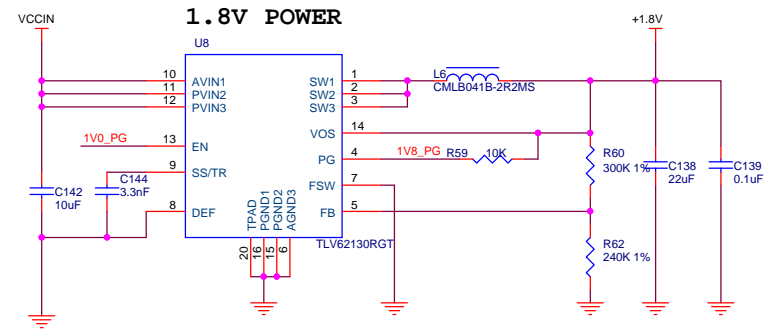 1.8V POWER
VCCIN
+1.8V
U8
10 AVIN1 SW1 1
11 PVIN2 SW2 2
12 PVIN3 SW3 3
L6
CMLB041B-2R2MS
VOS 14
1V0_PG 13 EN
PG 4 1V8_PG R59 10K
9 SS/TR
FSW 7
8 DEF FB 5
C142
10uF
C144
3.3nF
TPAD
PGND1
PGND2
AGND3
20
16
15
6
TLV62130RGT
R60
300K 1%
R62
240K 1%
C138
22uF
C139
0.1uF